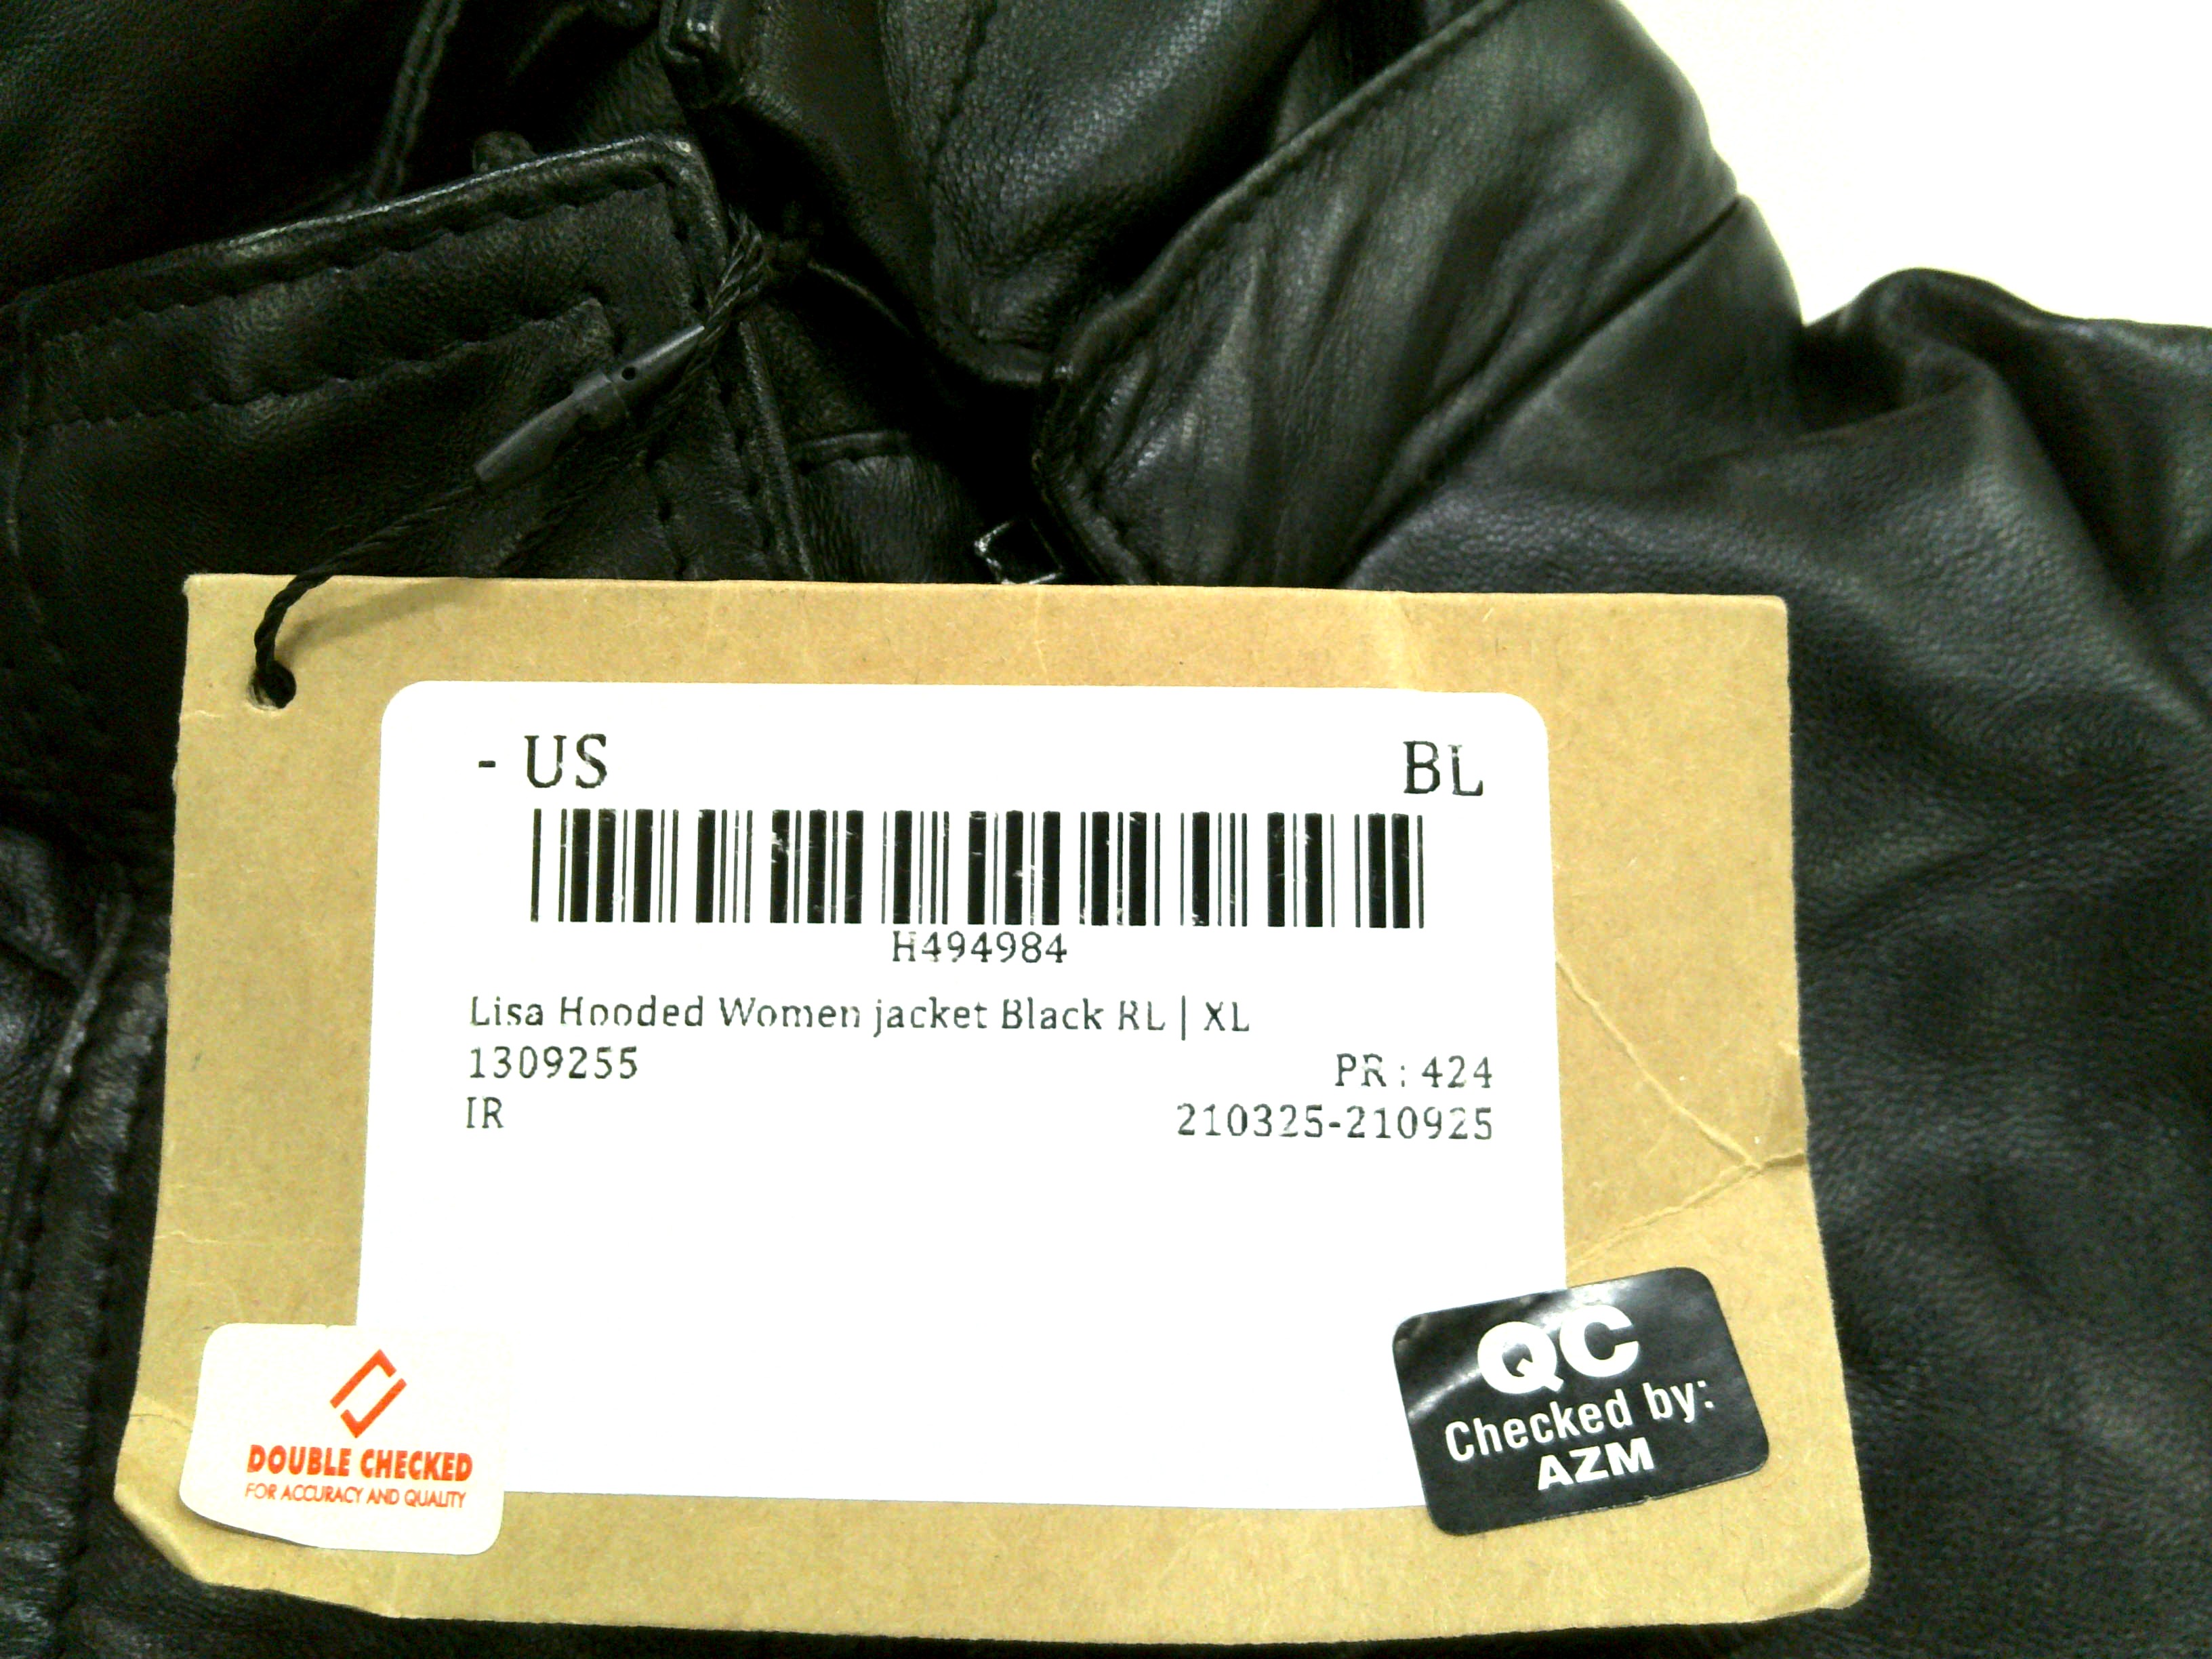 - US BL
H494984
Lisa Hooded Women jacket Black RL | XL
1309255 PR : 424
IR 210325-210925
DOUBLE CHECKED
FOR ACCURACY AND QUALITY
QC
Checked by:
AZM